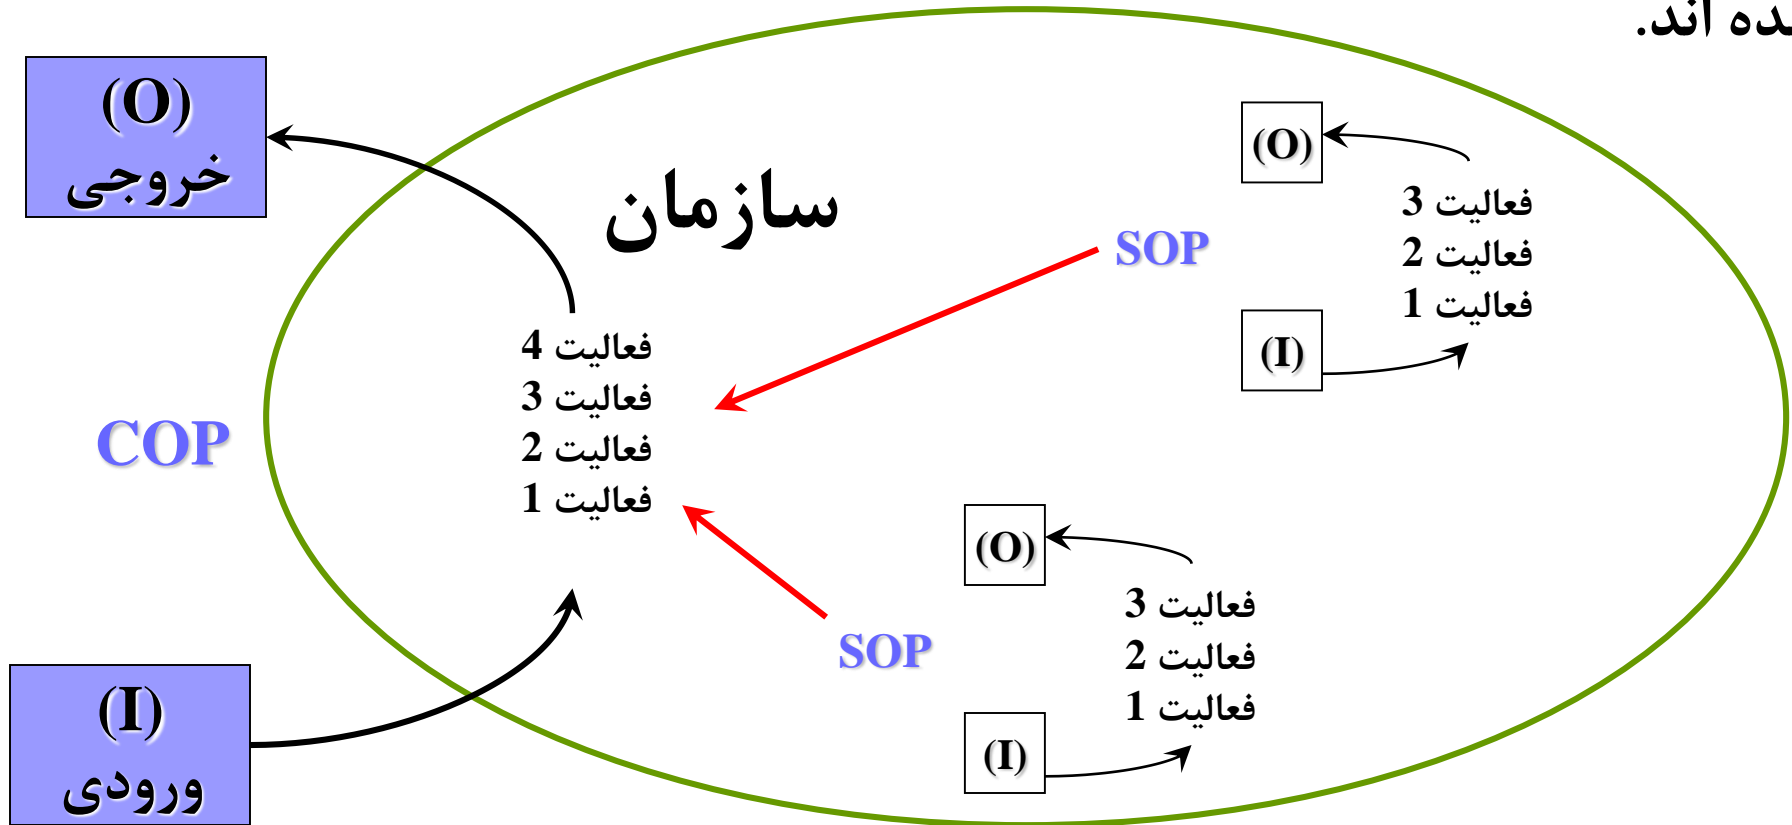 اند.
(O)
خروجی
سازمان
(O)
فعالیت 3
فعالیت 2
فعالیت 1
(I)
SOP
فعالیت 4
فعالیت 3
فعالیت 2
فعالیت 1
COP
(O)
فعالیت 3
فعالیت 2
فعالیت 1
(I)
SOP
(I)
ورودی